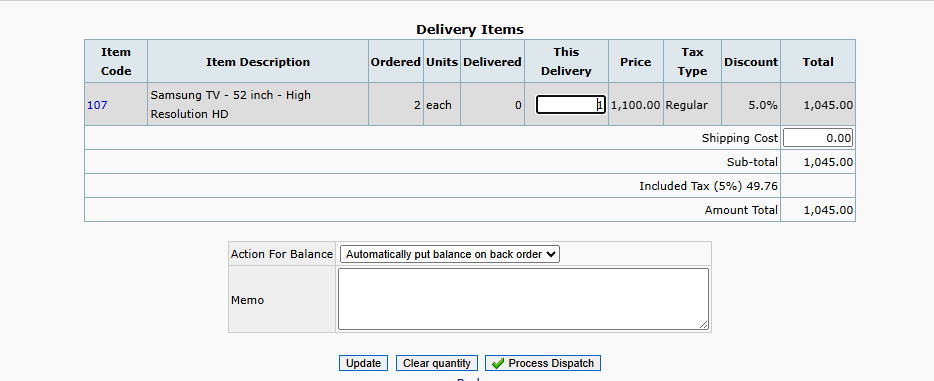 Delivery Items
Item Code Item Description Ordered Units Delivered This Delivery Price Tax Type Discount Total
107 Samsung TV - 52 inch - High Resolution HD 2 each 0 1 1,100.00 Regular 5.0% 1,045.00
Shipping Cost 0.00
Sub-total 1,045.00
Included Tax (5%) 49.76
Amount Total 1,045.00
Action For Balance Automatically put balance on back order
Memo
Update Clear quantity Process Dispatch